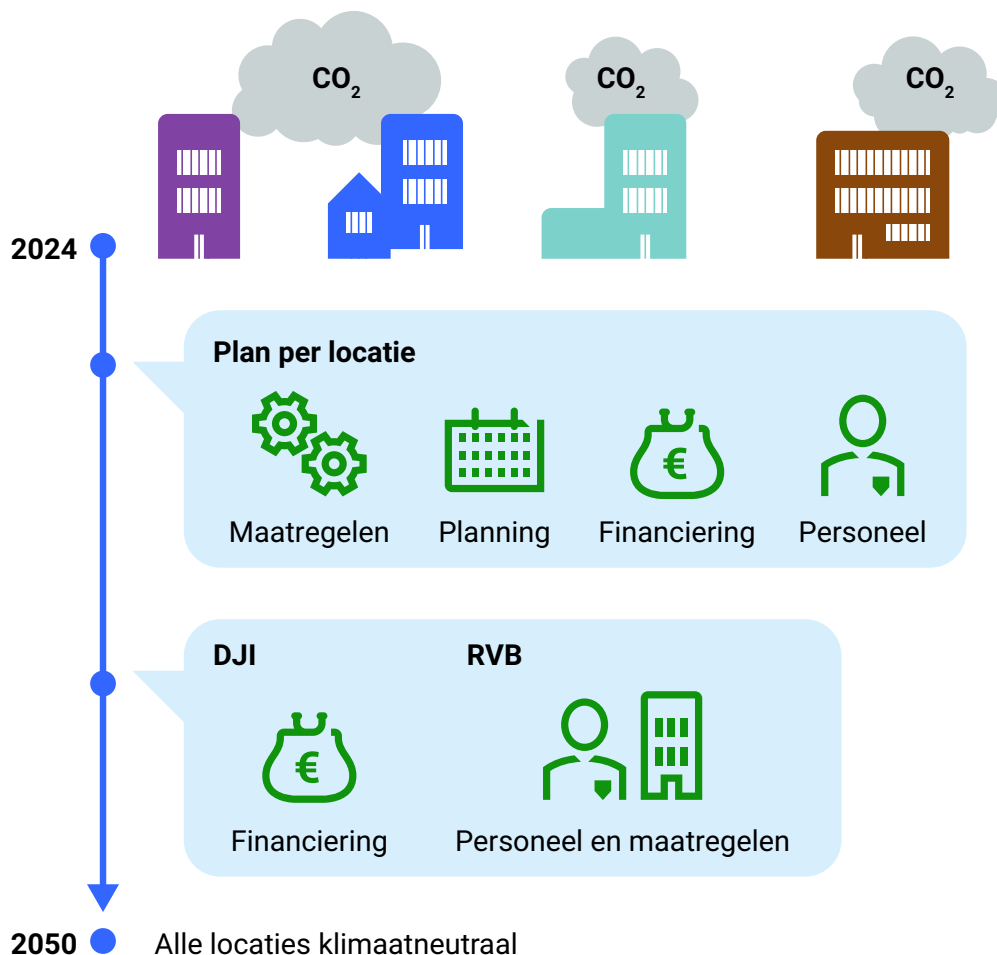 CO₂
CO₂
CO₂
2024
Plan per locatie
€
Maatregelen
Planning
Financiering
Personeel
DJI
RVB
€
Financiering
Personeel en maatregelen
2050
Alle locaties klimaatneutraal